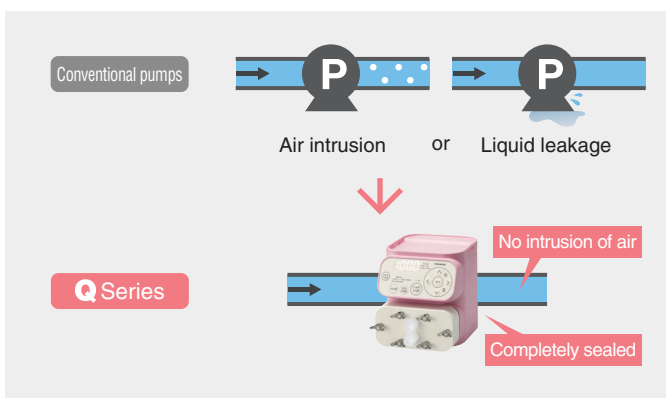 Conventional pumps
P
P
Air intrusion or Liquid leakage
No intrusion of air
Q Series
Completely sealed